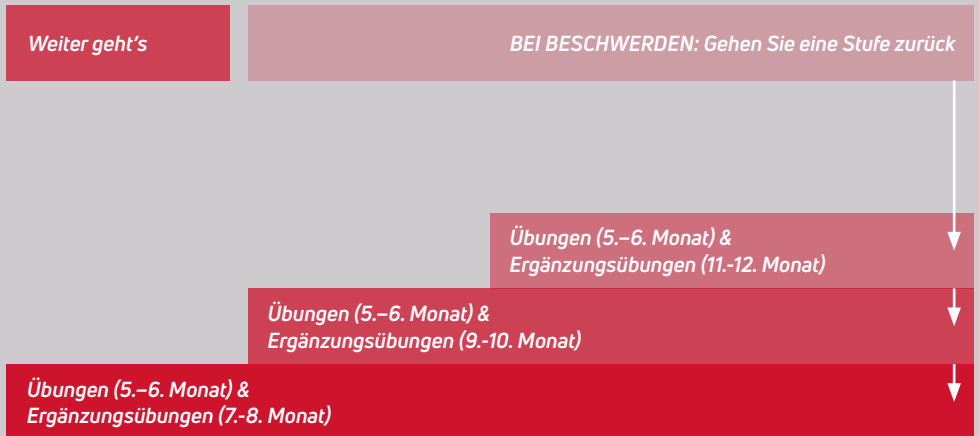 Weiter geht's
BEI BESCHWERDEN: Gehen Sie eine Stufe zurück
Übungen (5.–6. Monat) &
Ergänzungsübungen (11.-12. Monat)
Übungen (5.–6. Monat) &
Ergänzungsübungen (9.-10. Monat)
Übungen (5.–6. Monat) &
Ergänzungsübungen (7.-8. Monat)